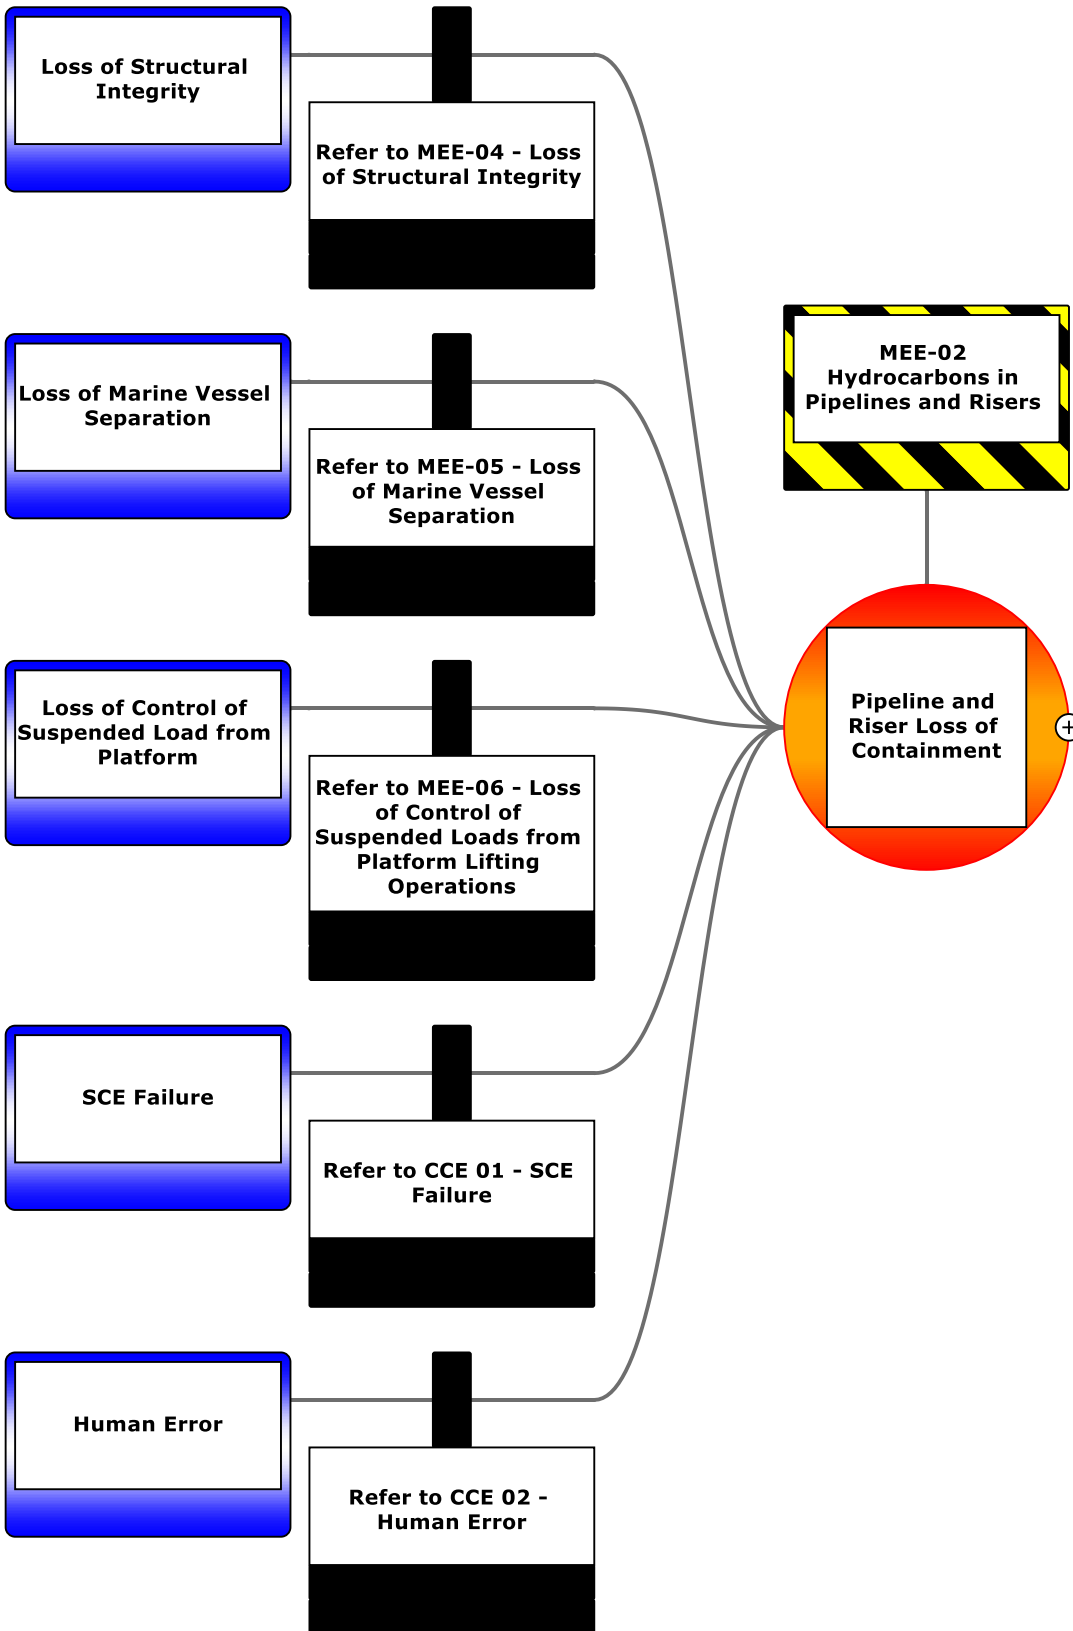 Loss of Structural
Integrity
Refer to MEE-04 - Loss
of Structural Integrity
Loss of Marine Vessel
Separation
Refer to MEE-05 - Loss
of Marine Vessel
Separation
Loss of Control of
Suspended Load from
Platform
Refer to MEE-06 - Loss
of Control of
Suspended Loads from
Platform Lifting
Operations
SCE Failure
Refer to CCE 01 - SCE
Failure
Human Error
Refer to CCE 02 -
Human Error
MEE-02
Hydrocarbons in
Pipelines and Risers
Pipeline and
Riser Loss of
Containment